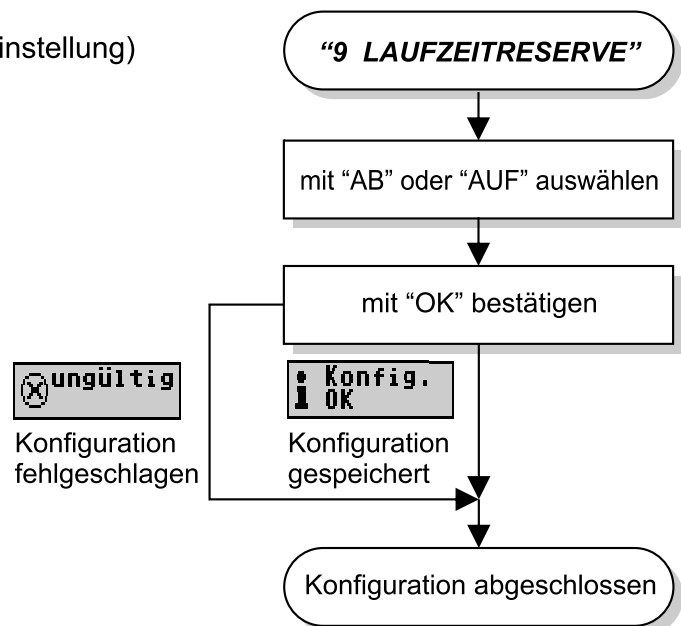 instellung)
“9 LAUFZEITRESERVE”
mit “AB” oder “AUF” auswählen
mit “OK” bestätigen
ungültig
Konfiguration
fehlgeschlagen
Konfig.
OK
Konfiguration
gespeichert
Konfiguration abgeschlossen